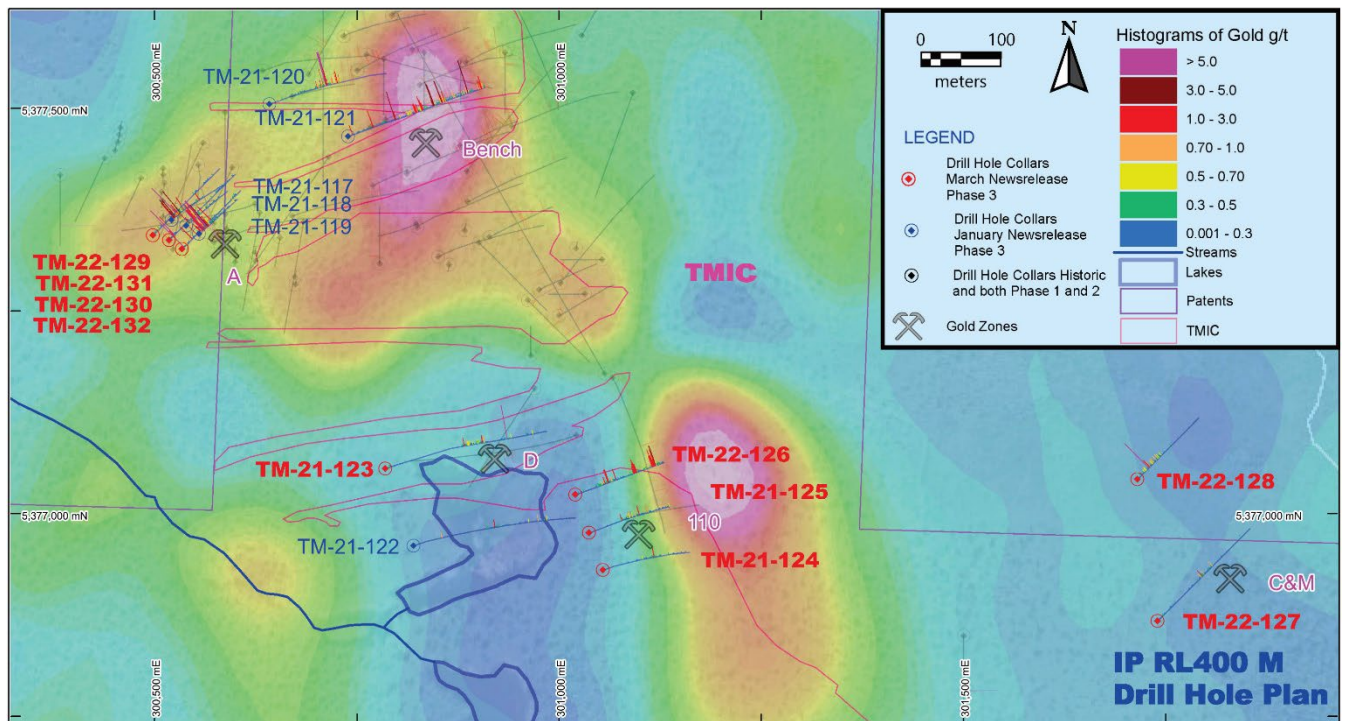 300,500 mE
301,000 mE
TM-21-120
5,377,500 mN
TM-21-121
Bench
TM-21-117
TM-21-118
TM-21-119
A
TM-22-129
TM-22-131
TM-22-130
TM-22-132
TMIC
0 100
meters
N
LEGEND
Drill Hole Collars
March Newsrelease
Phase 3
Drill Hole Collars
January Newsrelease
Phase 3
Drill Hole Collars Historic
and both Phase 1 and 2
Gold Zones
Histograms of Gold g/t
> 5.0
3.0 - 5.0
1.0 - 3.0
0.70 - 1.0
0.5 - 0.70
0.3 - 0.5
0.001 - 0.3
Streams
Lakes
Patents
TMIC
TM-21-123
D
TM-22-126
TM-21-125
110
TM-21-124
TM-21-122
5,377,000 mN
TM-22-128
5,377,000 mN
C&M
TM-22-127
300,500 mE
301,000 mE
301,500 mE
IP RL400 M
Drill Hole Plan